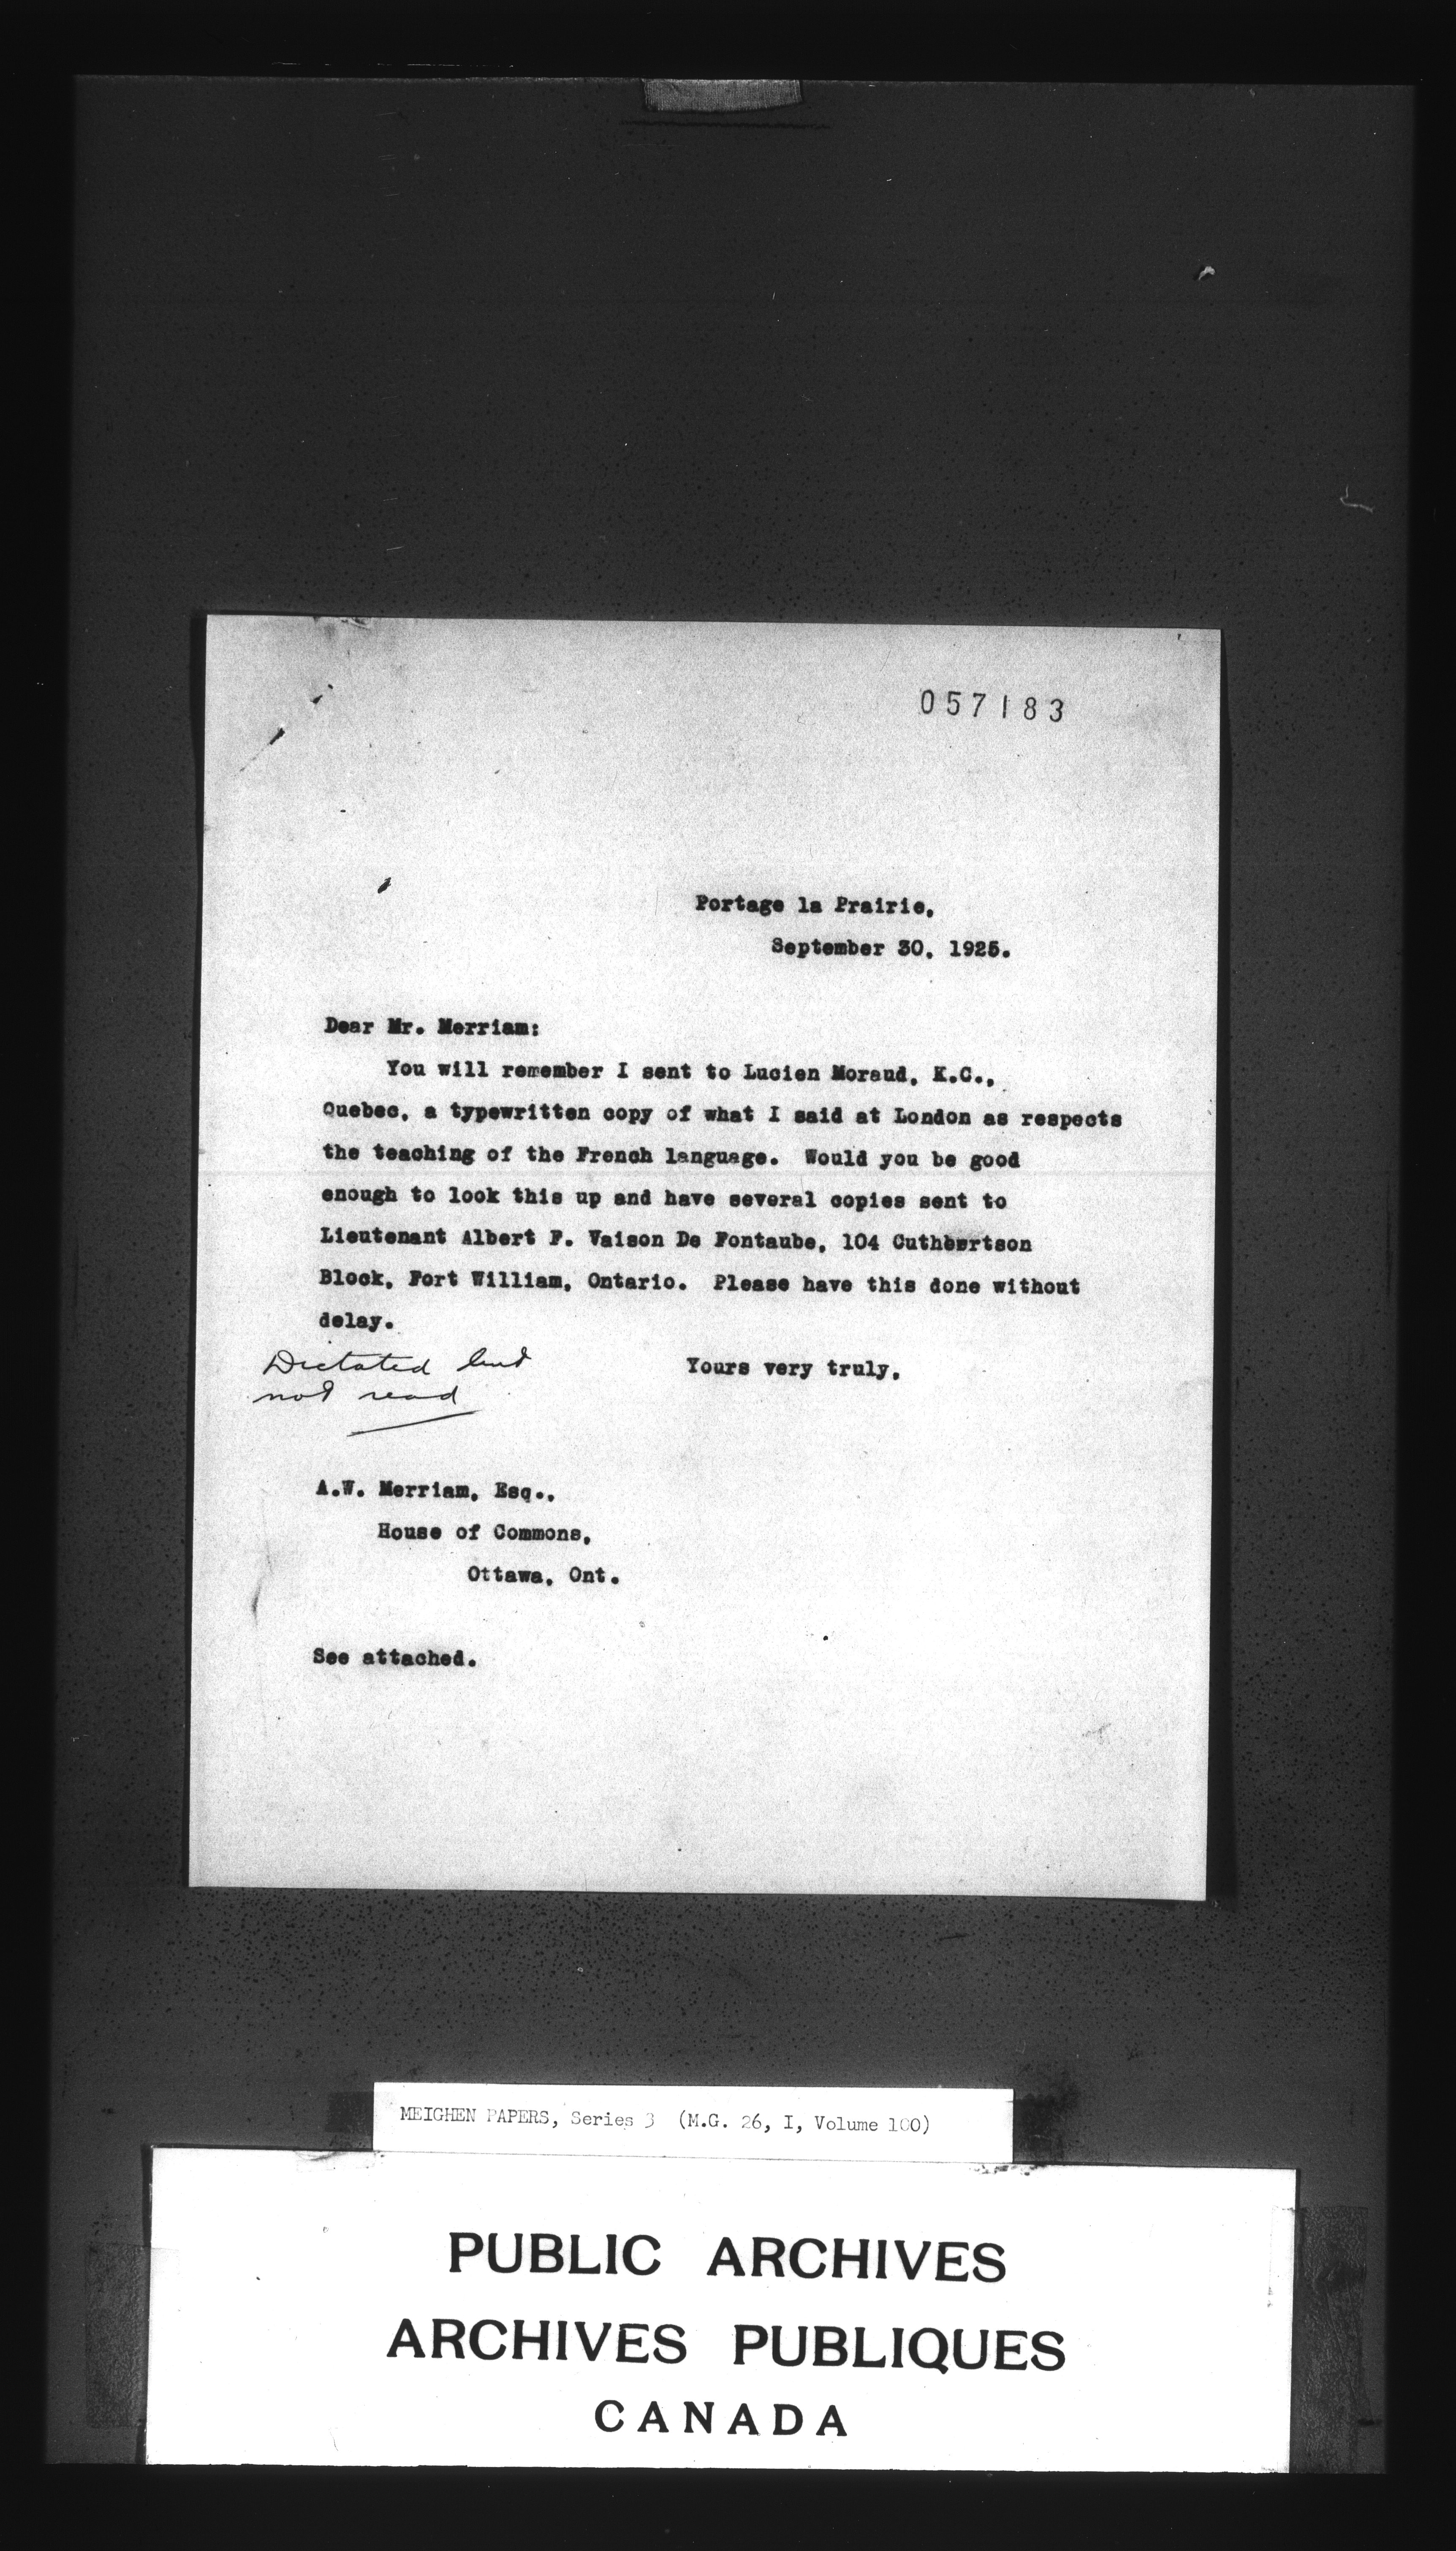 057183
Portage la Prairie,
September 30, 1925.
Dear Mr. Merriam:
You will remember I sent to Lucien Moraud, K.C.,
Quebec, a typewritten copy of what I said at London as respects
the teaching of the French language. Would you be good
enough to look this up and have several copies sent to
Lieutenant Albert F. Vaison De Fontaube, 104 Cuthbertson
Block, Fort William, Ontario. Please have this done without
delay.
Dictated but
not read
Yours very truly,
A.W. Merriam, Esq.,
House of Commons,
Ottawa, Ont.
See attached.
MEIGHEN PAPERS, Series 3 (M.G. 26, I, Volume 100)
PUBLIC ARCHIVES
ARCHIVES PUBLIQUES
CANADA